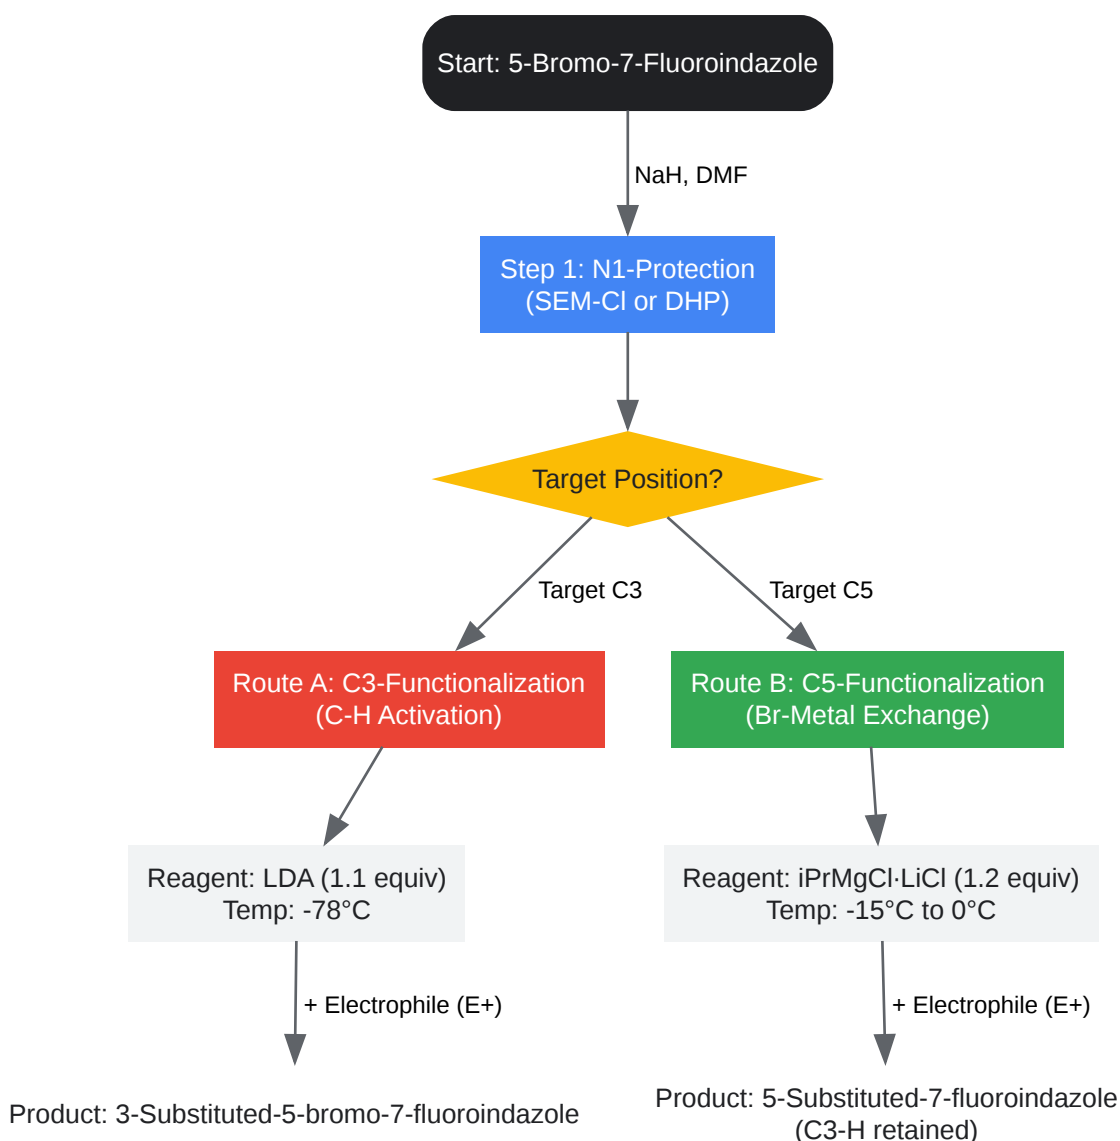 Start: 5-Bromo-7-Fluoroindazole
NaH, DMF
Step 1: N1-Protection
(SEM-Cl or DHP)
Target Position?
Target C3
Target C5
Route A: C3-Functionalization
(C-H Activation)
Route B: C5-Functionalization
(Br-Metal Exchange)
Reagent: LDA (1.1 equiv)
Temp: -78°C
Reagent: iPrMgCl·LiCl (1.2 equiv)
Temp: -15°C to 0°C
+ Electrophile (E+)
+ Electrophile (E+)
Product: 3-Substituted-5-bromo-7-fluoroindazole
Product: 5-Substituted-7-fluoroindazole
(C3-H retained)